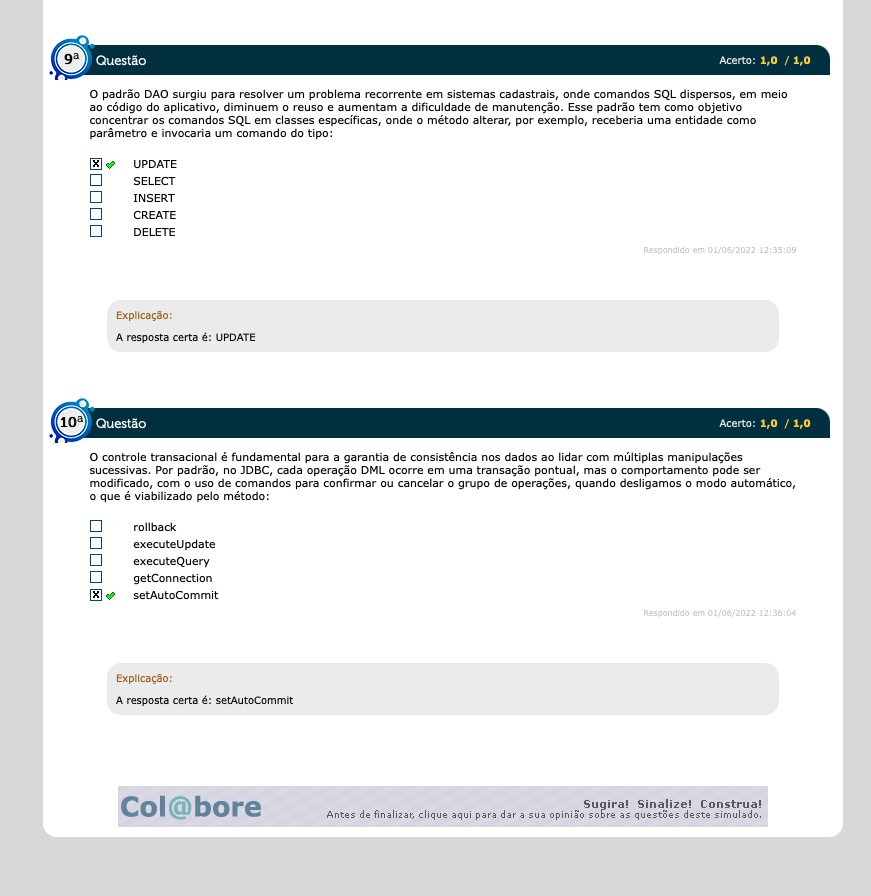 9ª Questão Acerto: 1,0 / 1,0
O padrão DAO surgiu para resolver um problema recorrente em sistemas cadastrais, onde comandos SQL dispersos, em meio
ao código do aplicativo, diminuem o reuso e aumentam a dificuldade de manutenção. Esse padrão tem como objetivo
concentrar os comandos SQL em classes específicas, onde o método alterar, por exemplo, receberia uma entidade como
parâmetro e invocaria um comando do tipo:
X UPDATE
SELECT
INSERT
CREATE
DELETE
Respondido em 01/06/2022 12:35:09
Explicação:
A resposta certa é: UPDATE
10ª Questão Acerto: 1,0 / 1,0
O controle transacional é fundamental para a garantia de consistência nos dados ao lidar com múltiplas manipulações
sucessivas. Por padrão, no JDBC, cada operação DML ocorre em uma transação pontual, mas o comportamento pode ser
modificado, com o uso de comandos para confirmar ou cancelar o grupo de operações, quando desligamos o modo automático,
o que é viabilizado pelo método:
rollback
executeUpdate
executeQuery
getConnection
X setAutoCommit
Respondido em 01/06/2022 12:36:04
Explicação:
A resposta certa é: setAutoCommit
Col@bore
Sugira! Sinalize! Construa!
Antes de finalizar, clique aqui para dar a sua opinião sobre as questões deste simulado.